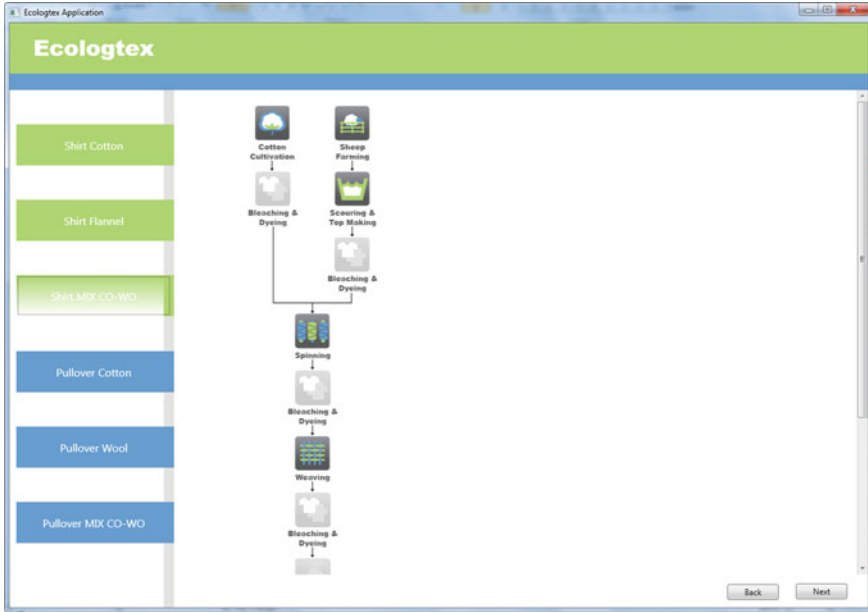 Ecologtex Application
Ecologtex
Shirt Cotton
Shirt Flannel
Shirt MIX CO-WO
Pullover Cotton
Pullover Wool
Pullover MIX CO-WO
Cotten
Cultivation
Sheep
Farming
Bleaching &
Dyeing
Scouring &
Top Making
Bleaching &
Dyeing
Spinning
Bleaching &
Dyeing
Weaving
Bleaching &
Dyeing
Back
Next